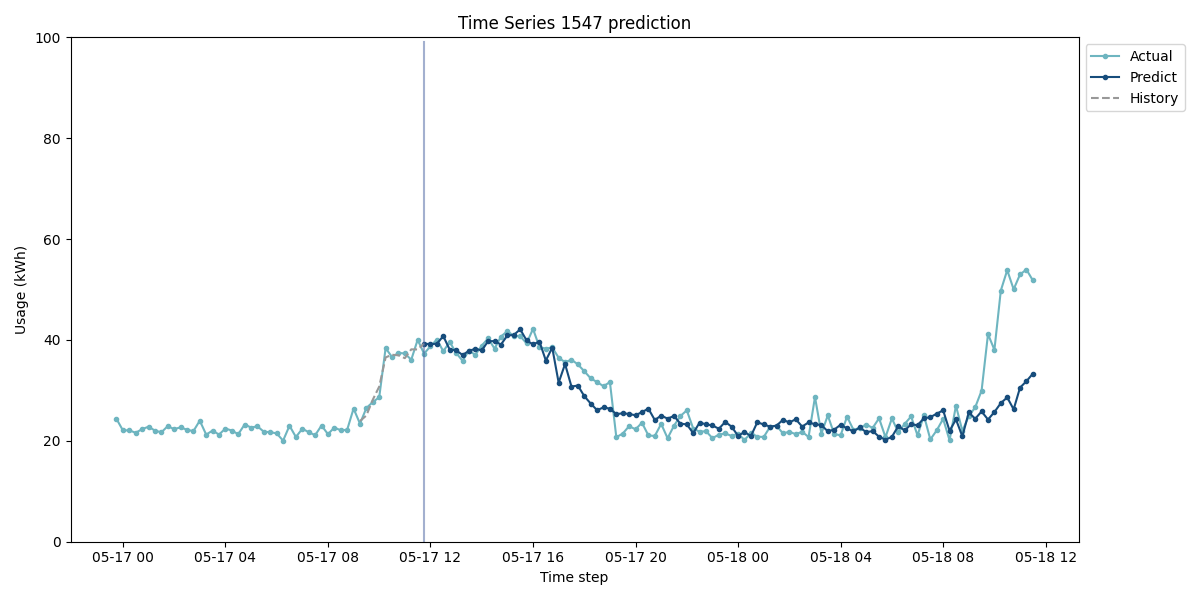 Time Series 1547 prediction
100
80
60
40
20
0
Usage (kWh)
05-17 00
05-17 04
05-17 08
05-17 12
05-17 16
05-17 20
05-18 00
05-18 04
05-18 08
05-18 12
Time step
Actual
Predict
History